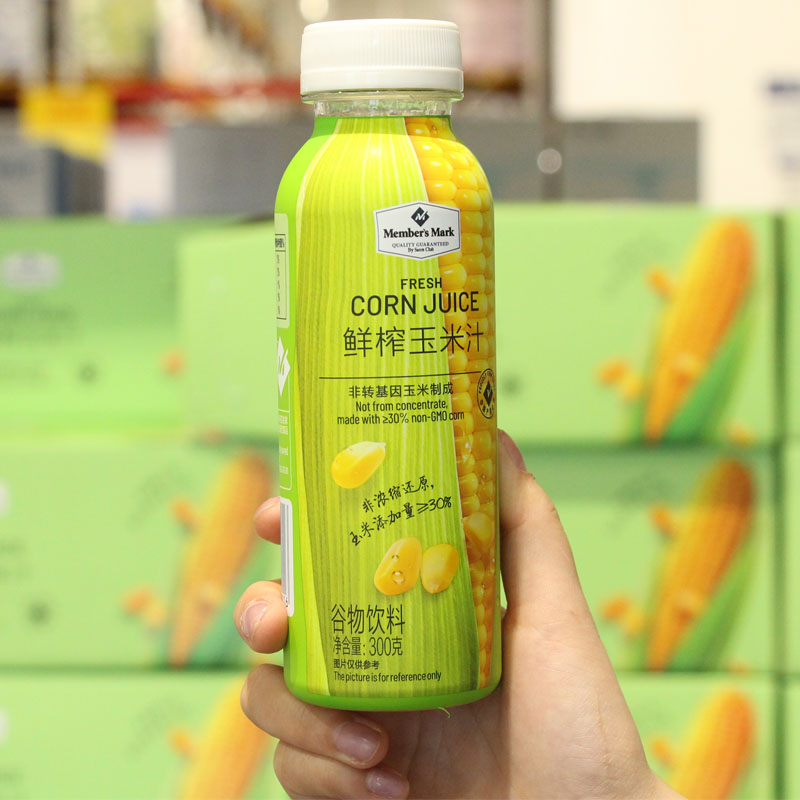 Member's Mark
QUALITY GUARANTEED
By Sam's Club
FRESH
CORN JUICE
鲜榨玉米汁
非转基因玉米制成
Not from concentrate,
made with ≥30% non-GMO corn
非浓缩还原,
玉米添加量≥30%
谷物饮料
净含量: 300克
图片仅供参考
The picture is for reference only